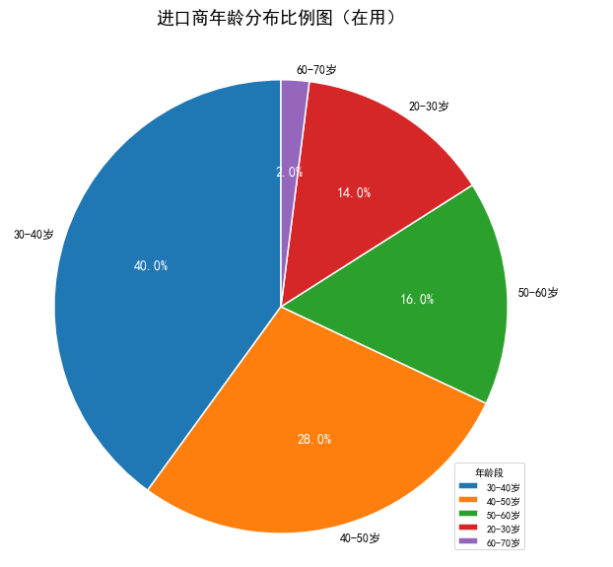 进口商年龄分布比例图（在用）
60-70岁
20-30岁
2.0%
14.0%
30-40岁
40.0%
50-60岁
16.0%
28.0%
40-50岁
年龄段
30-40岁
40-50岁
50-60岁
20-30岁
60-70岁